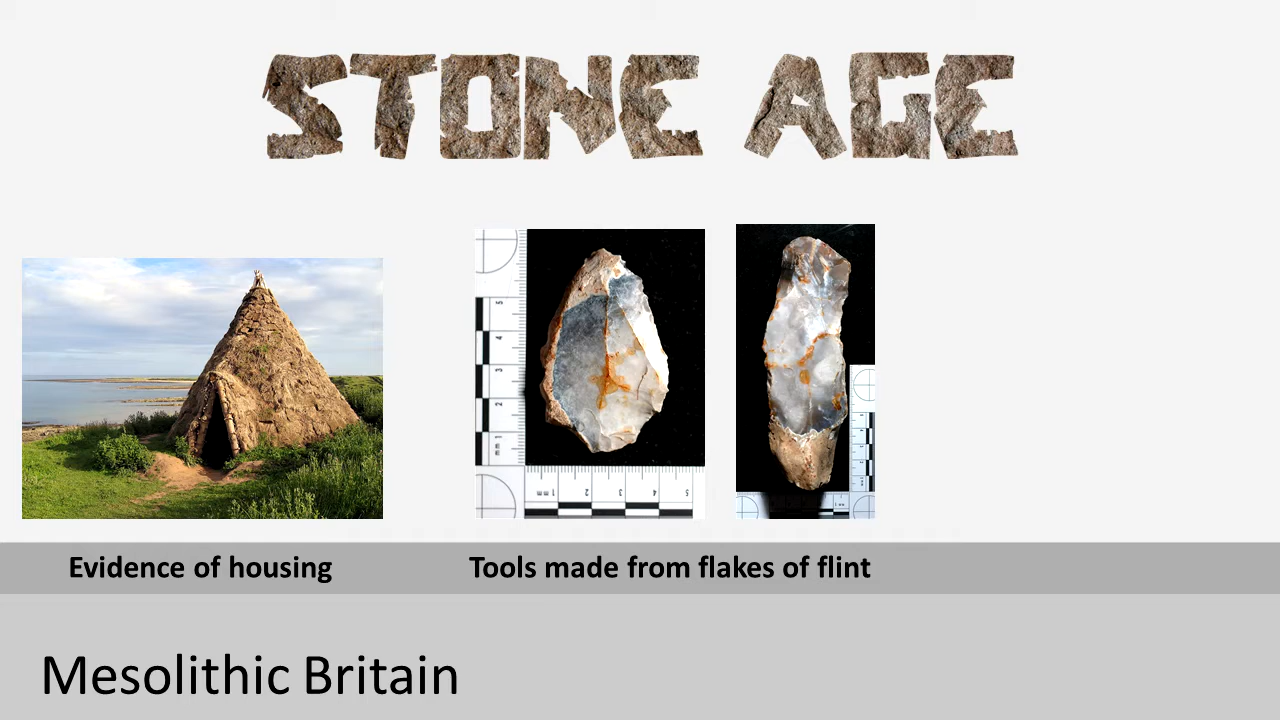 STONE AGE
Evidence of housing
Tools made from flakes of flint
Mesolithic Britain